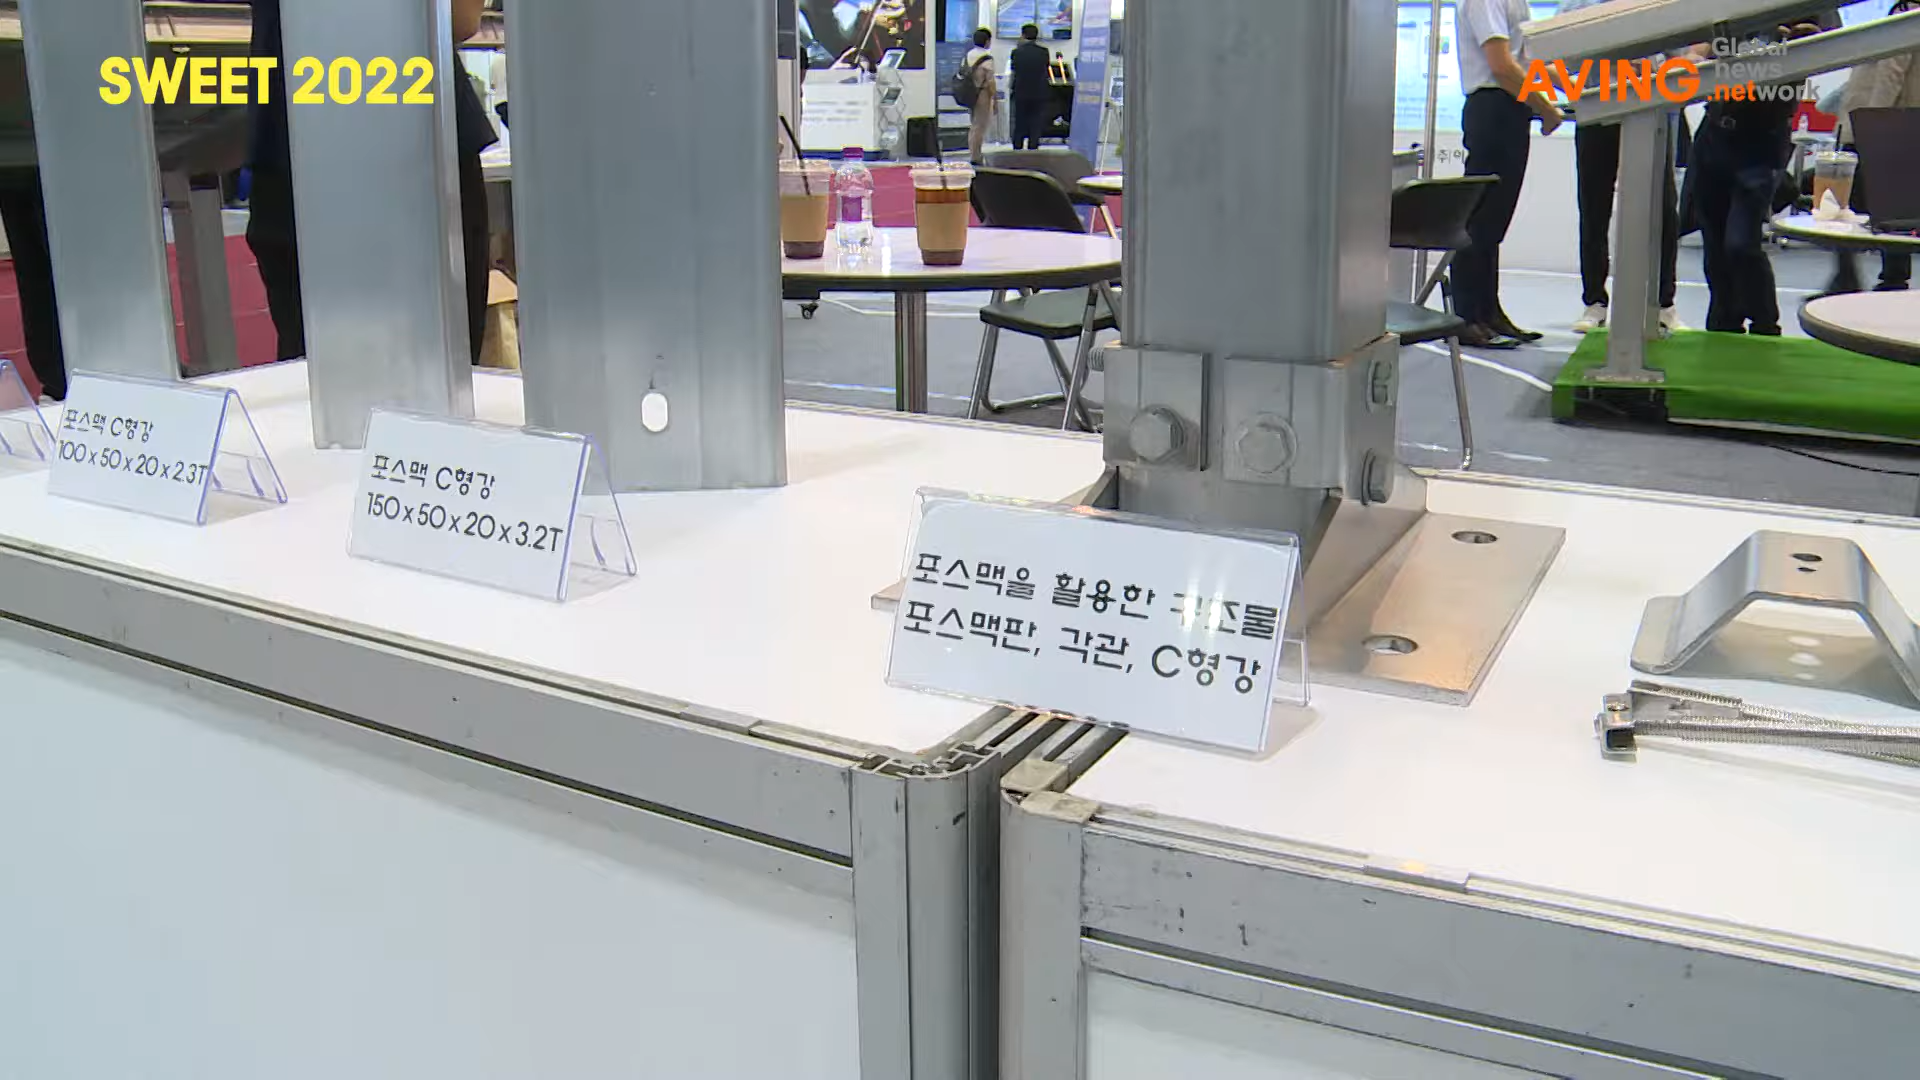 SWEET 2022
AVING
Global
news
.network
포스맥 C형강
100 x 50 x 20 x 2.3T
포스맥 C형강
150 x 50 x 20 x 3.2T
포스맥을 활용한 구조물
포스맥판, 각관, C형강